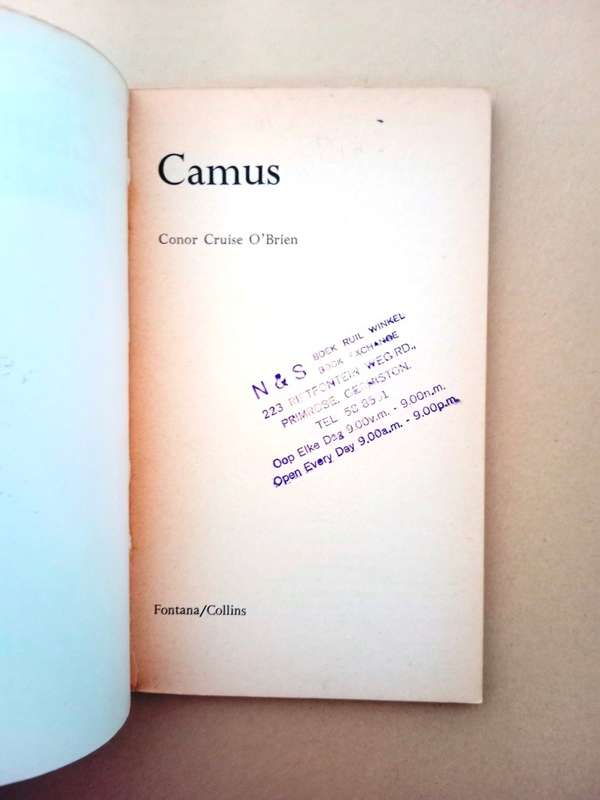 Camus
Conor Cruise O'Brien
N & S BOEK RUIL WINKEL
BOOK EXCHANGE
223 RIETFONTEIN WEG RD.,
PRIMROSE, GERMISTON.
TEL
Oop Elke Dag 9.00v.m. - 9.00n.m.
Open Every Day 9.00a.m. - 9.00p.m.
Fontana/Collins